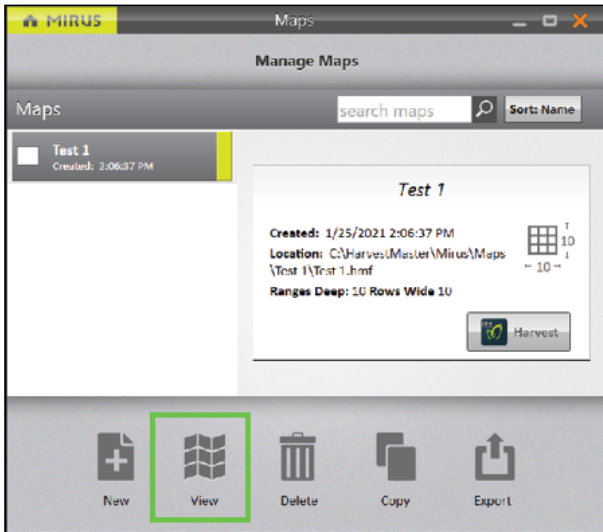 MIRUS
Maps
Manage Maps
Maps
search maps
Sort: Name
Test 1
Created: 2:06:37 PM
Test 1
Created: 1/25/2021 2:06:37 PM
Location: C:\HarvestMaster\Mirus\Maps
\Test 1\Test 1.hmf
Ranges Deep: 10 Rows Wide 10
10
10
Harvest
New
View
Delete
Copy
Export